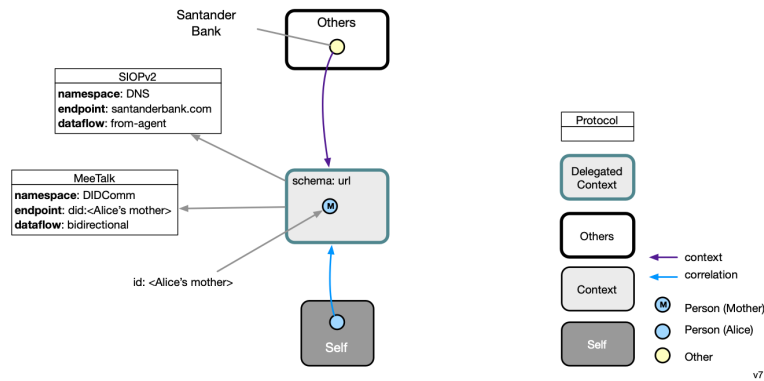 Santander
Bank
Others
SIOPv2
namespace: DNS
endpoint: santanderbank.com
dataflow: from-agent
MeeTalk
namespace: DIDComm
endpoint: did:<Alice's mother>
dataflow: bidirectional
schema: url
M
id: <Alice's mother>
Self
Protocol
Delegated
Context
Others
Context
Self
context
correlation
M
Person (Mother)
Person (Alice)
Other
v7